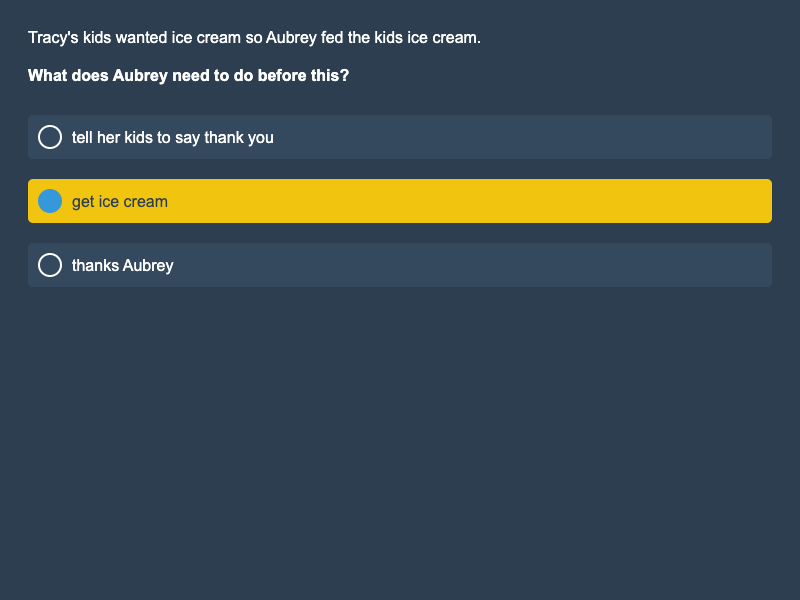 Tracy's kids wanted ice cream so Aubrey fed the kids ice cream.
What does Aubrey need to do before this?
tell her kids to say thank you
get ice cream
thanks Aubrey